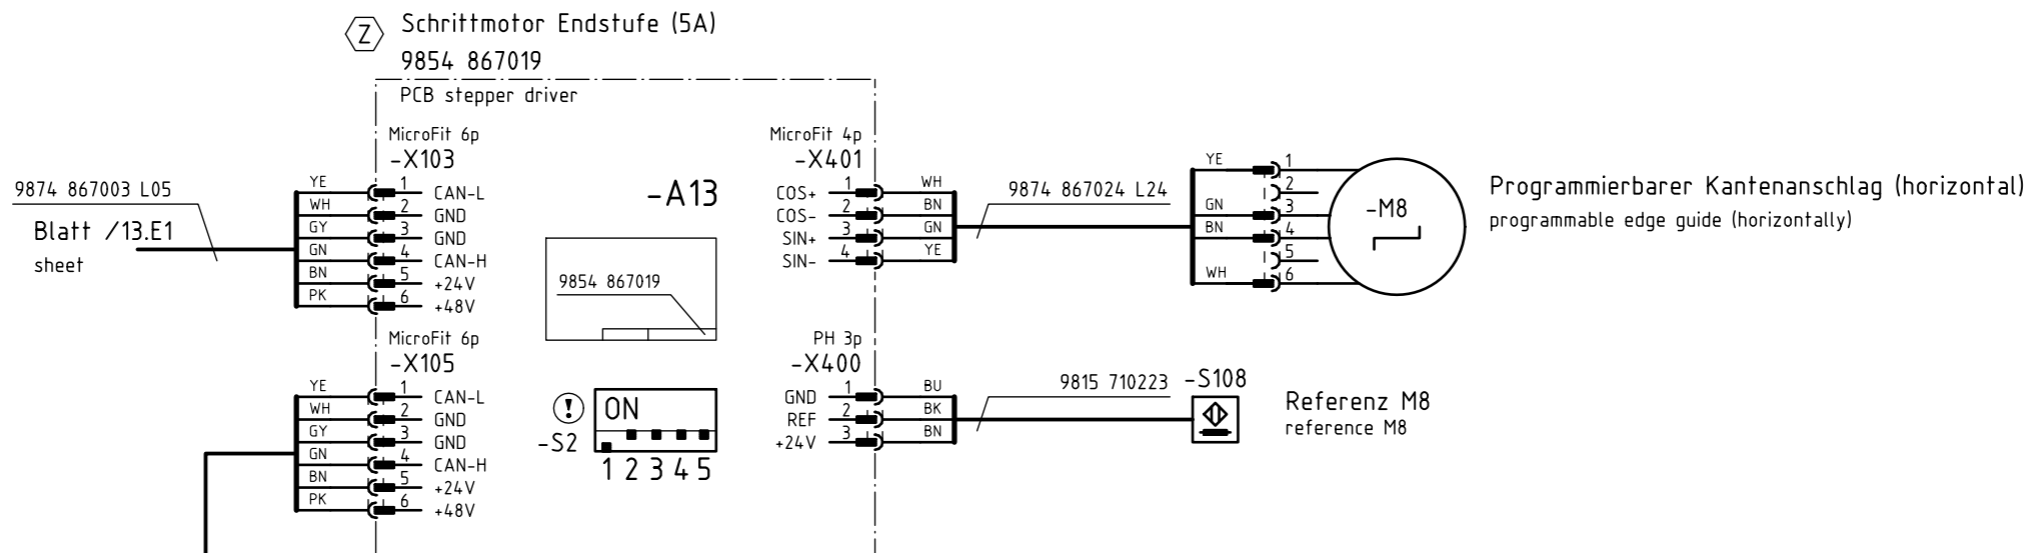 Z
Schrittmotor Endstufe (5A)
9854 867019
PCB stepper driver
MicroFit 6p
-X103
9874 867003 L05
Blatt /13.E1
sheet
YE 1 CAN-L
WH 2 GND
GY 3 GND
GN 4 CAN-H
BN 5 +24V
PK 6 +48V
-A13
9854 867019
MicroFit 4p
-X401
COS+ 1 WH
COS- 2 BN
SIN+ 3 GN
SIN- 4 YE
9874 867024 L24
YE 1
2
GN 3
BN 4
5
WH 6
-M8
Programmierbarer Kantenanschlag (horizontal)
programmable edge guide (horizontally)
MicroFit 6p
-X105
YE 1 CAN-L
WH 2 GND
GY 3 GND
GN 4 CAN-H
BN 5 +24V
PK 6 +48V
! ON
-S2
1 2 3 4 5
PH 3p
-X400
GND 1 BU
REF 2 BK
+24V 3 BN
9815 710223
-S108
Referenz M8
reference M8